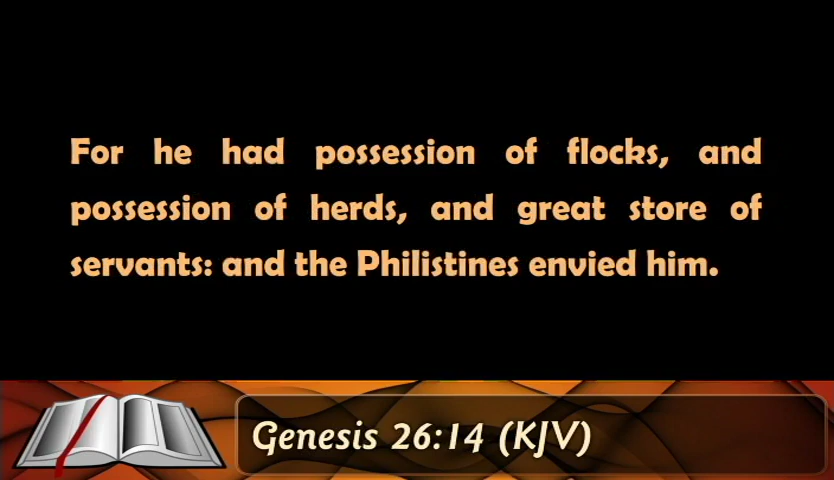 For he had possession of flocks, and
possession of herds, and great store of
servants: and the Philistines envied him.
Genesis 26:14 (KJV)